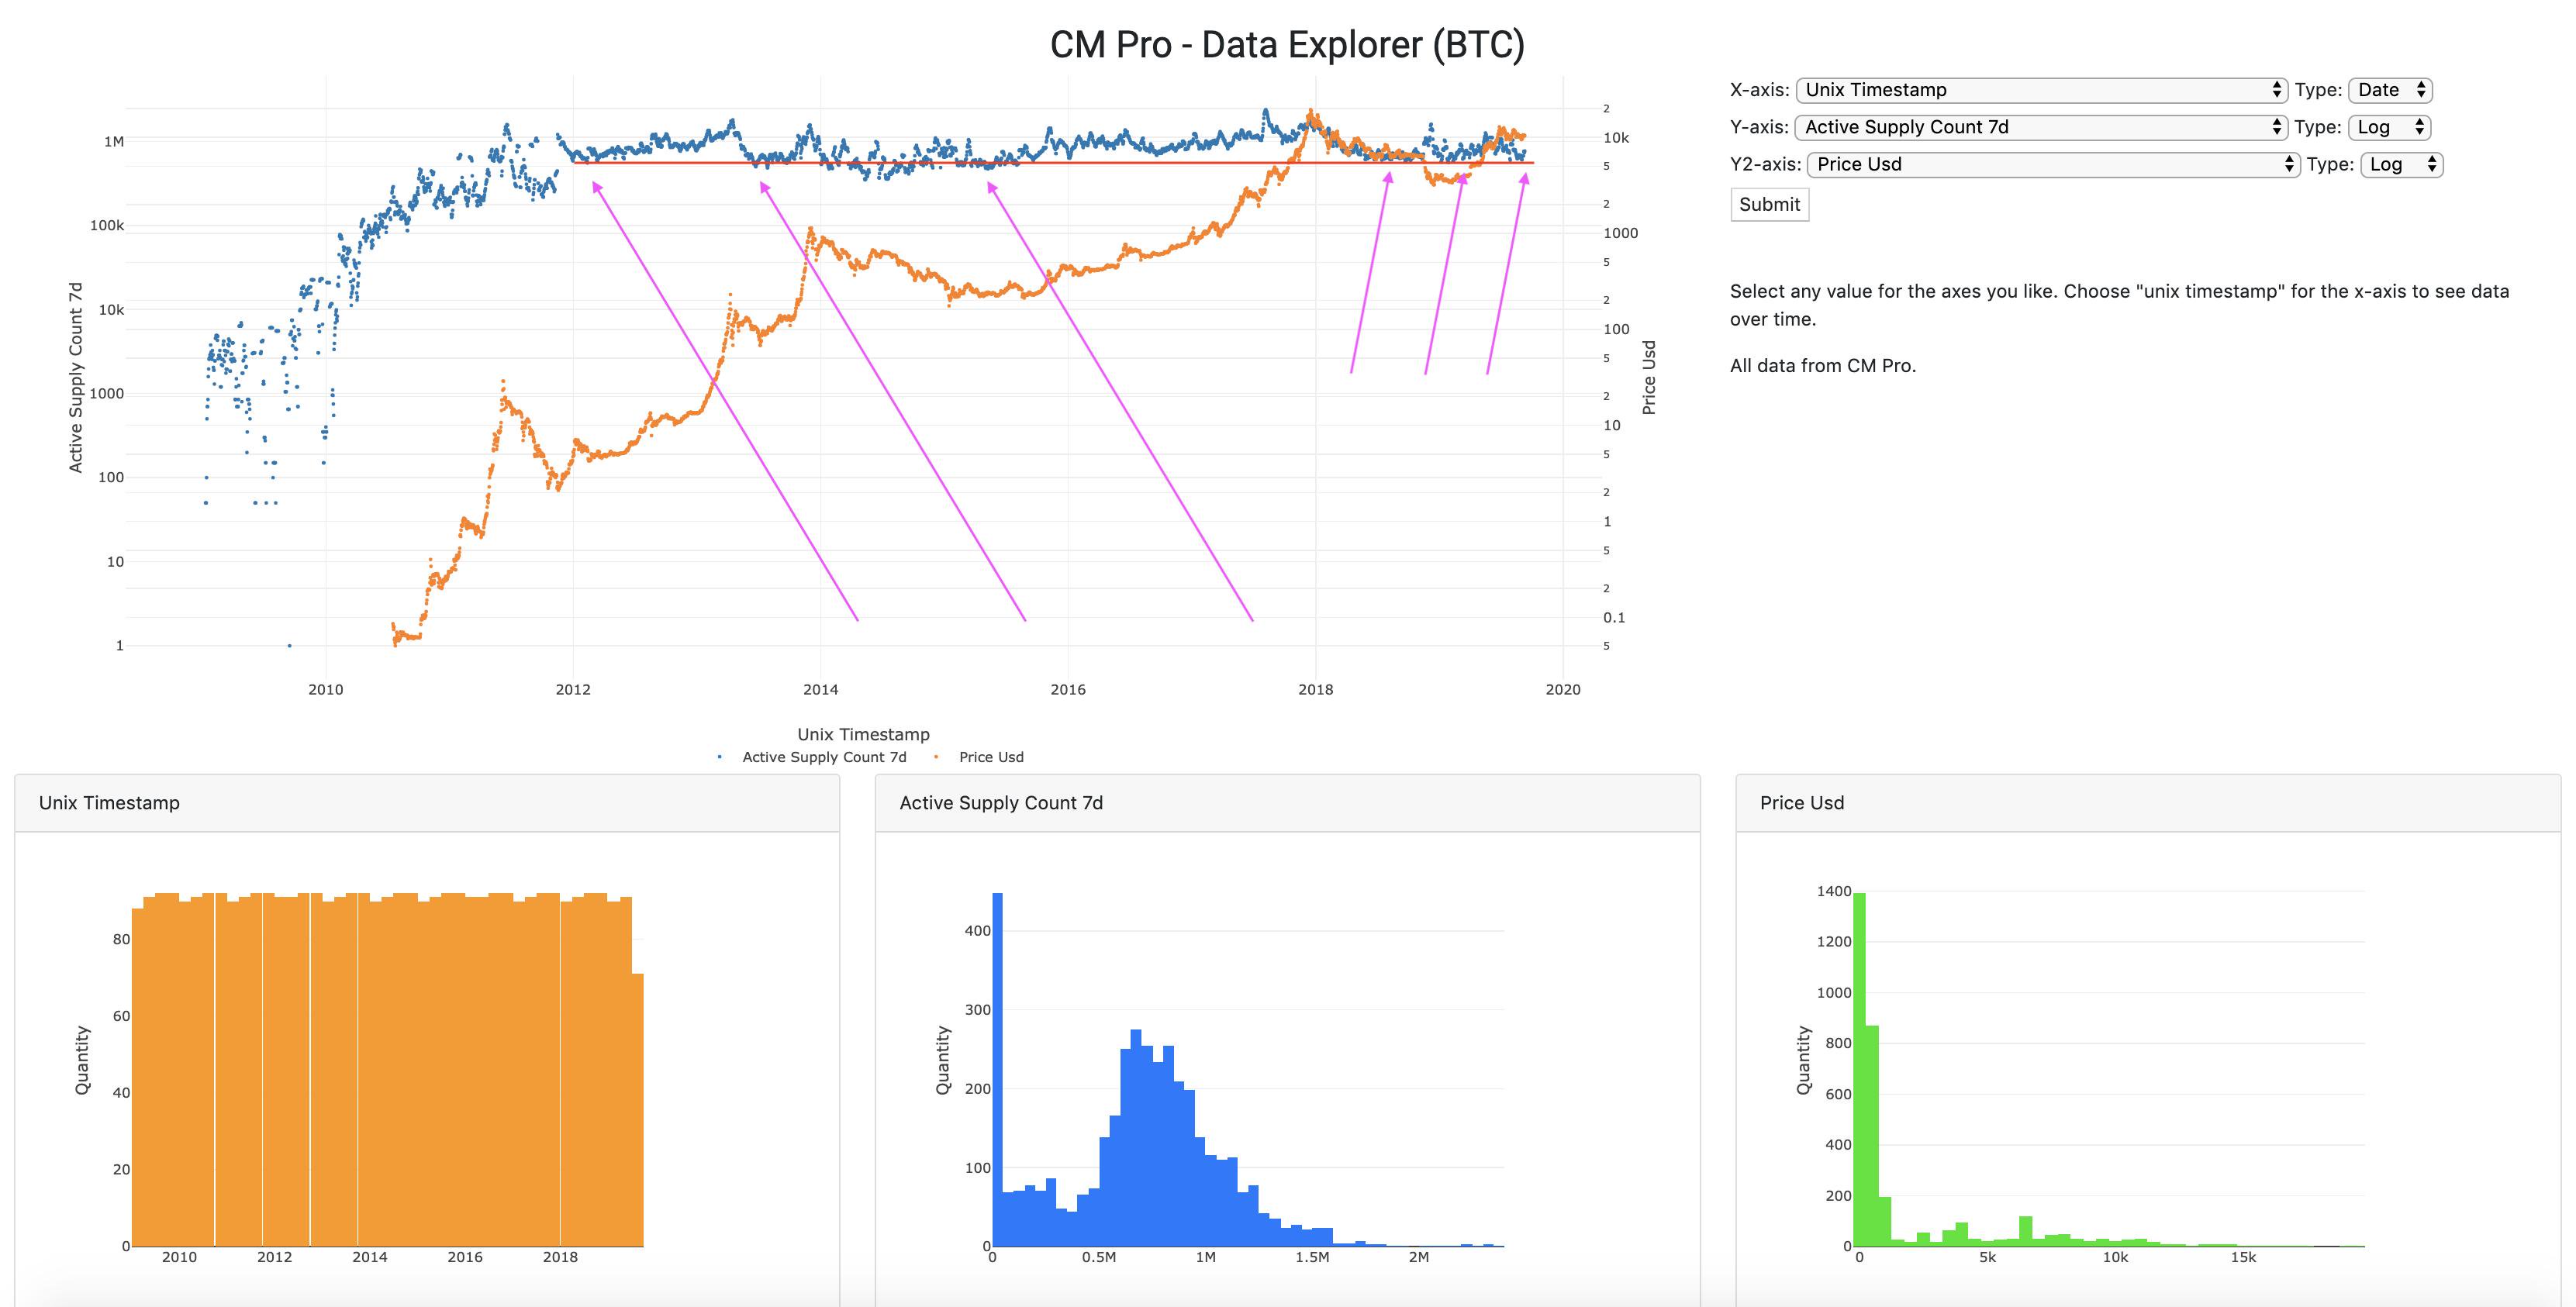 CM Pro - Data Explorer (BTC)
X-axis: Unix Timestamp Type: Date
Y-axis: Active Supply Count 7d Type: Log
Y2-axis: Price Usd Type: Log
Submit
Select any value for the axes you like. Choose "unix timestamp" for the x-axis to see data
over time.
All data from CM Pro.
Active Supply Count 7d
1M
100k
10k
1000
100
10
1
2
10k
5
2
1000
5
2
100
5
2
10
5
2
1
5
2
0.1
5
Price Usd
2010 2012 2014 2016 2018 2020
Unix Timestamp
Active Supply Count 7d Price Usd
Unix Timestamp
Quantity
80
60
40
20
0
2010 2012 2014 2016 2018
Active Supply Count 7d
Quantity
400
300
200
100
0
0 0.5M 1M 1.5M 2M
Price Usd
Quantity
1400
1200
1000
800
600
400
200
0
0 5k 10k 15k